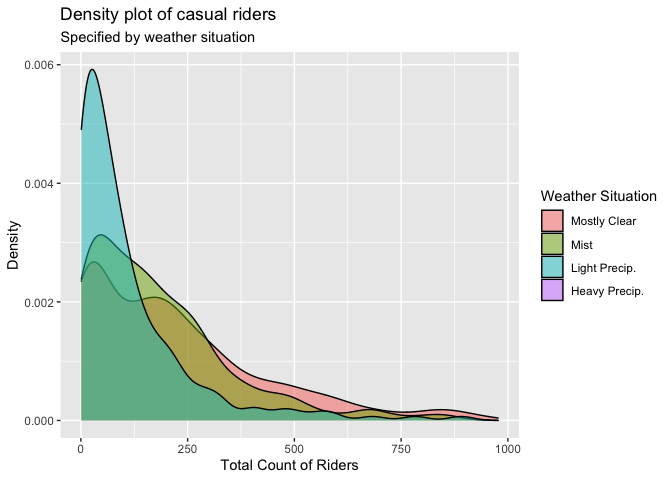 Density plot of casual riders
Specified by weather situation
0.006
0.004
0.002
0.000
Density
0 250 500 750 1000
Total Count of Riders
Weather Situation
Mostly Clear
Mist
Light Precip.
Heavy Precip.